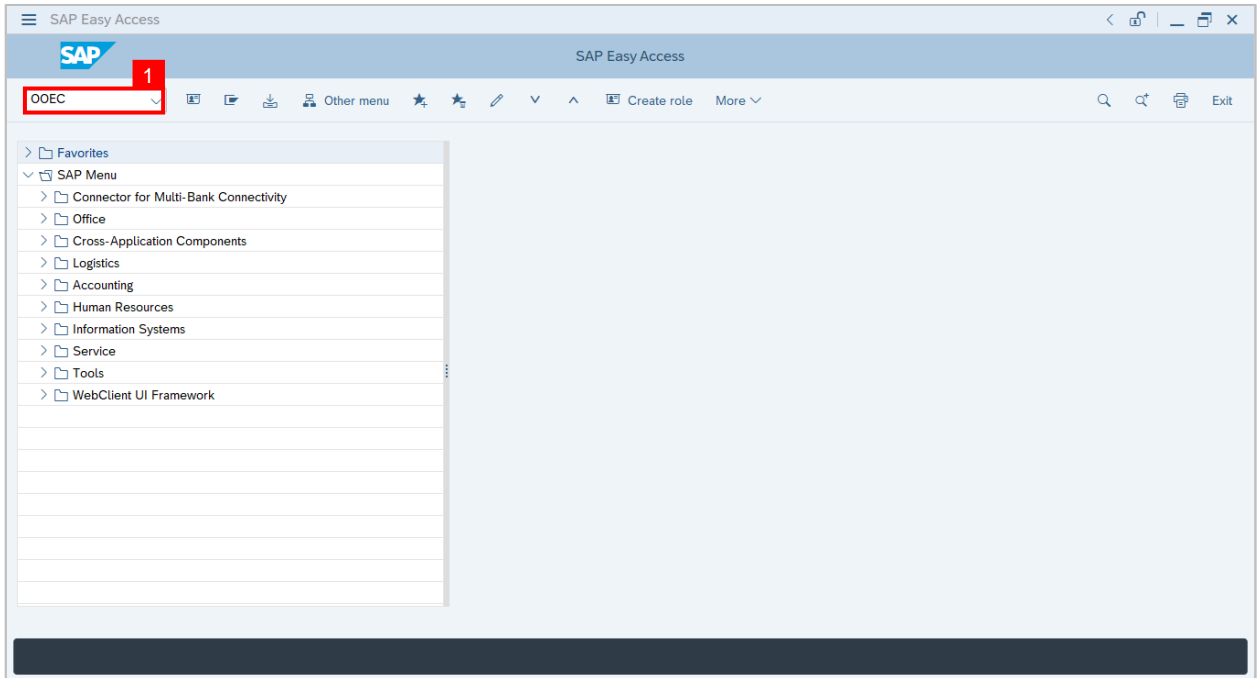 SAP Easy Access
SAP
SAP Easy Access
1
OOEC Other menu Create role More Exit
Favorites
SAP Menu
Connector for Multi-Bank Connectivity
Office
Cross-Application Components
Logistics
Accounting
Human Resources
Information Systems
Service
Tools
WebClient UI Framework